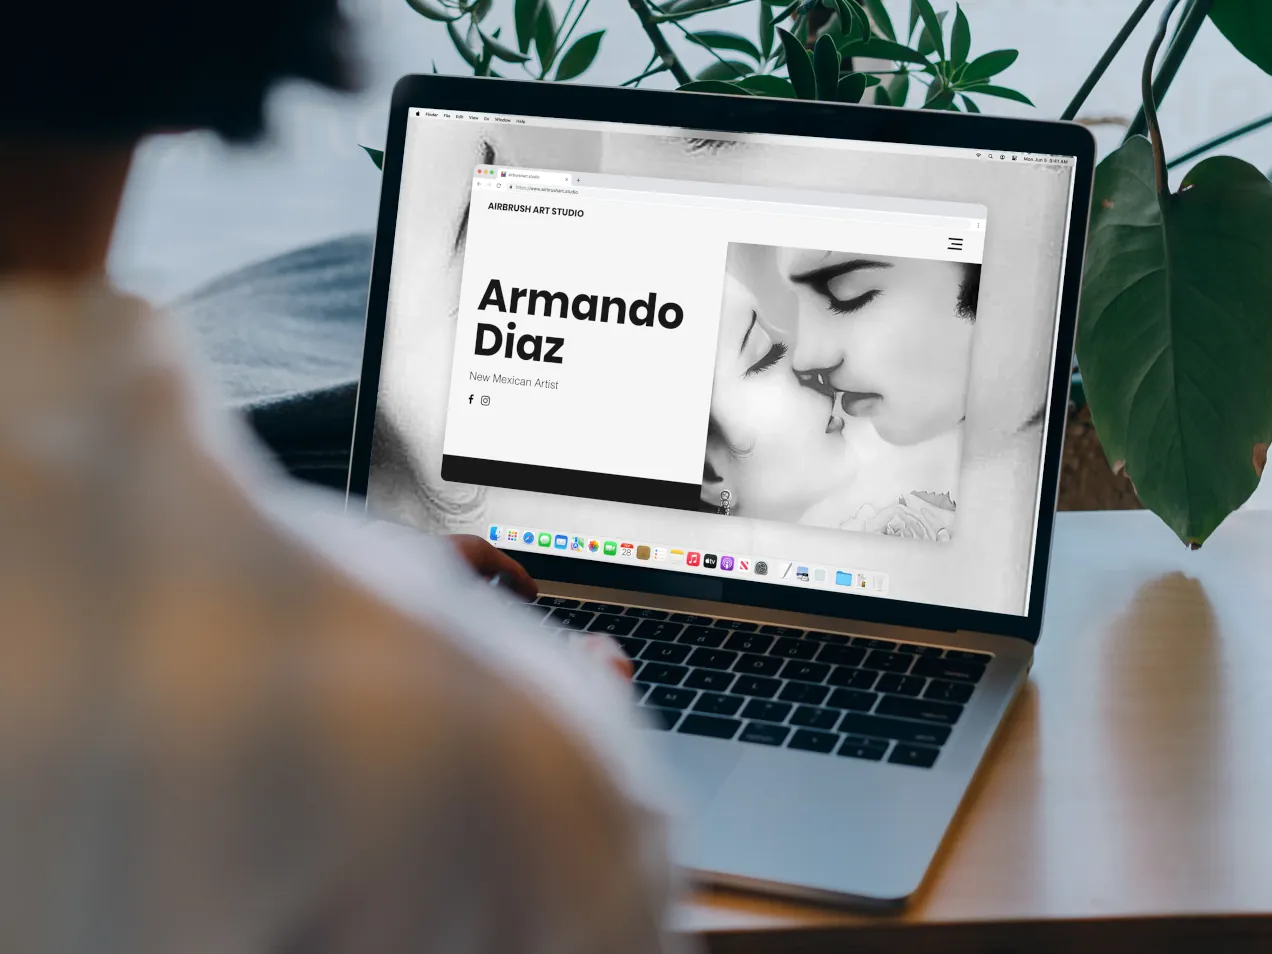 Finder File Edit View Go Window Help
Mon Jun 5 9:41 AM
airbrushart.studio
https://www.airbrushart.studio
AIRBRUSH ART STUDIO
Armando
Diaz
New Mexican Artist
28
tv